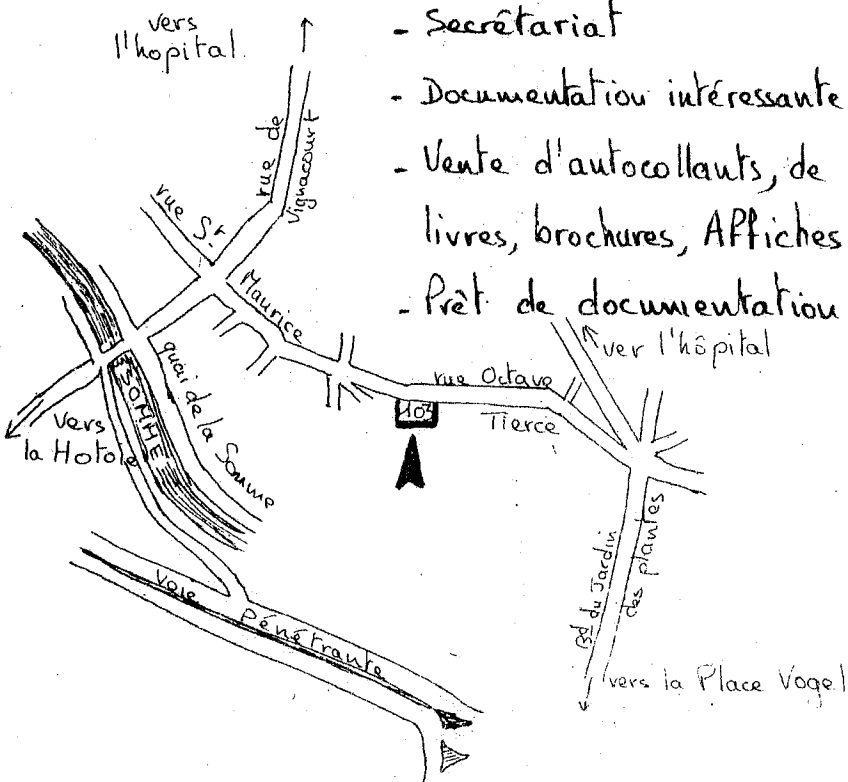 - Secrétariat
- Documentation intéressante
- Vente d'autocollants, de
livres, brochures, Affiches
- Prêt de documentation
vers
l'hopital
rue de
Vignacourt
rue St
Maurice
ver l'hôpital
rue Octave
Tierce
103
quai de la Somme
SOMME
vers
la Hotoie
Bd du Jardin
des plantes
Voie Pénétrante
vers la Place Vogel